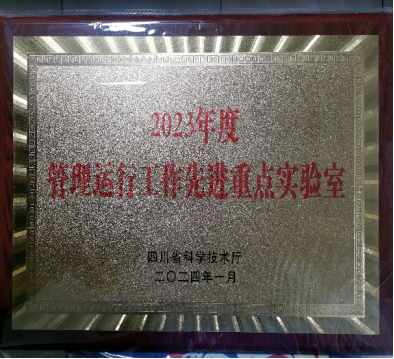 2023年度
管理运行工作先进重点实验室
四川省科学技术厅
二〇二四年一月